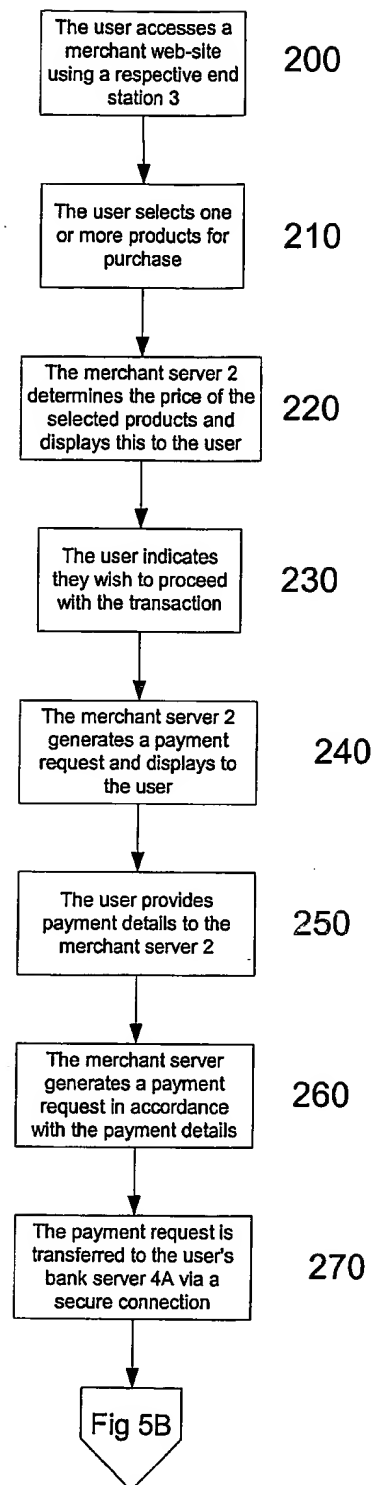 The user accesses a
merchant web-site
using a respective end
station 3
200
The user selects one
or more products for
purchase
210
The merchant server 2
determines the price of the
selected products and
displays this to the user
220
The user indicates
they wish to proceed
with the transaction
230
The merchant server 2
generates a payment
request and displays to
the user
240
The user provides
payment details to the
merchant server 2
250
The merchant server
generates a payment
request in accordance
with the payment details
260
The payment request is
transferred to the user's
bank server 4A via a
secure connection
270
Fig 5B